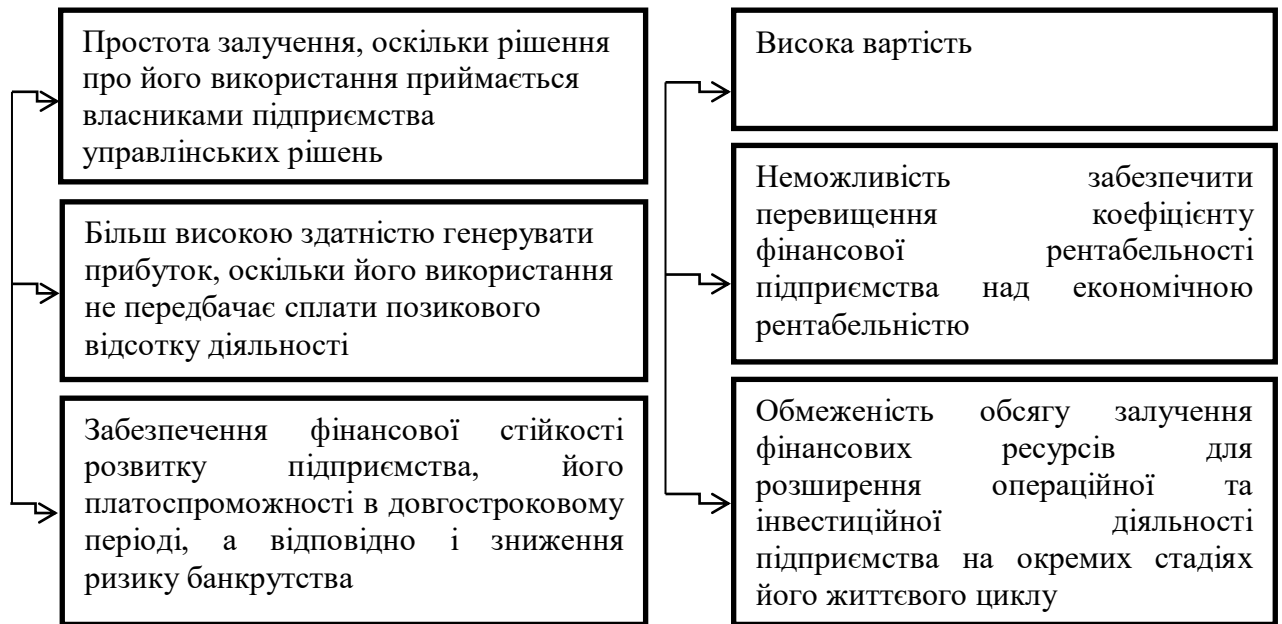 Простота залучення, оскільки рішення
про його використання приймається
власниками підприємства
управлінських рішень
Більш високою здатністю генерувати
прибуток, оскільки його використання
не передбачає сплати позикового
відсотку діяльності
Забезпечення фінансової стійкості
розвитку підприємства, його
платоспроможності в довгостроковому
періоді, а відповідно і зниження
ризику банкрутства
Висока вартість
Неможливість забезпечити
перевищення коефіцієнту
фінансової рентабельності
підприємства над економічною
рентабельністю
Обмеженість обсягу залучення
фінансових ресурсів для
розширення операційної та
інвестиційної діяльності
підприємства на окремих стадіях
його життєвого циклу